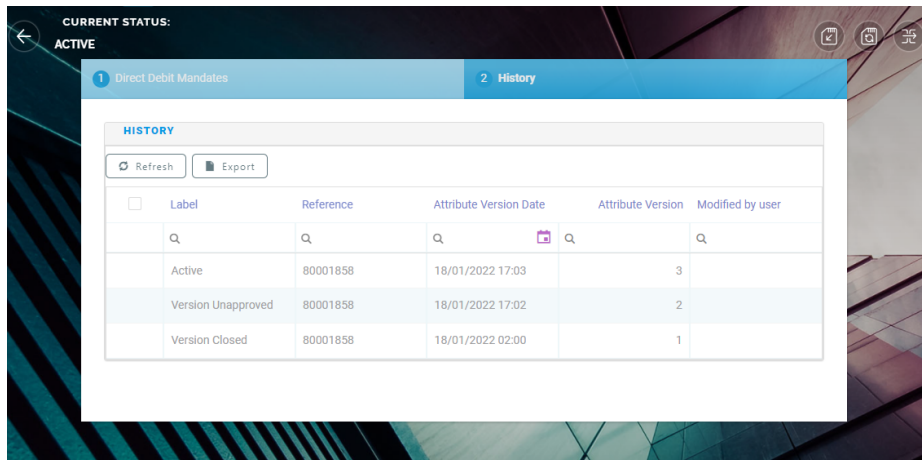 CURRENT STATUS:
ACTIVE
1 Direct Debit Mandates 2 History
HISTORY
Refresh Export
Label Reference Attribute Version Date Attribute Version Modified by user
Active 80001858 18/01/2022 17:03 3
Version Unapproved 80001858 18/01/2022 17:02 2
Version Closed 80001858 18/01/2022 02:00 1